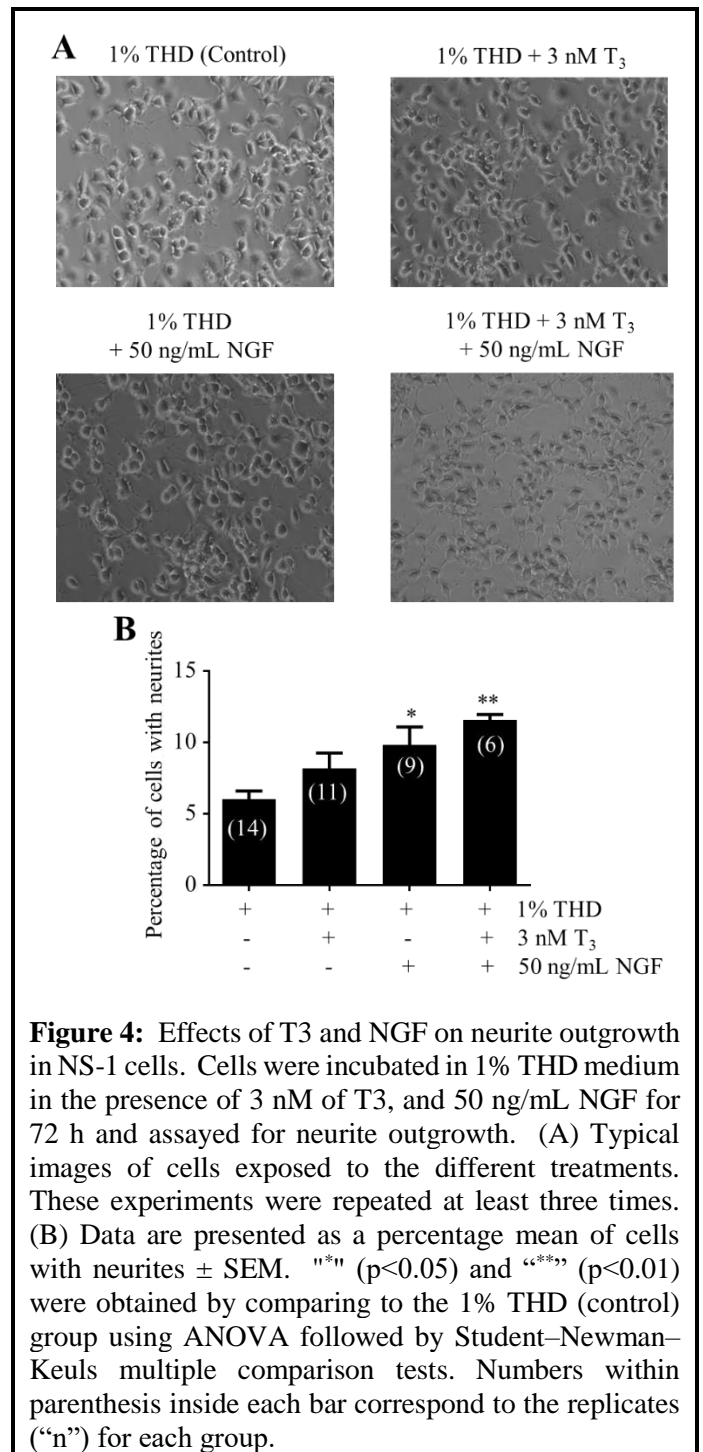 A
1% THD (Control)
1% THD + 3 nM T3
1% THD
+ 50 ng/mL NGF
1% THD + 3 nM T3
+ 50 ng/mL NGF
B
Percentage of cells with neurites
15
10
5
0
(14)
(11)
*
(9)
**
(6)
+ + + + 1% THD
- + - + 3 nM T3
- - + + 50 ng/mL NGF
Figure 4: Effects of T3 and NGF on neurite outgrowth
in NS-1 cells. Cells were incubated in 1% THD medium
in the presence of 3 nM of T3, and 50 ng/mL NGF for
72 h and assayed for neurite outgrowth. (A) Typical
images of cells exposed to the different treatments.
These experiments were repeated at least three times.
(B) Data are presented as a percentage mean of cells
with neurites ± SEM. "*" (p<0.05) and “**” (p<0.01)
were obtained by comparing to the 1% THD (control)
group using ANOVA followed by Student–Newman–
Keuls multiple comparison tests. Numbers within
parenthesis inside each bar correspond to the replicates
(“n”) for each group.